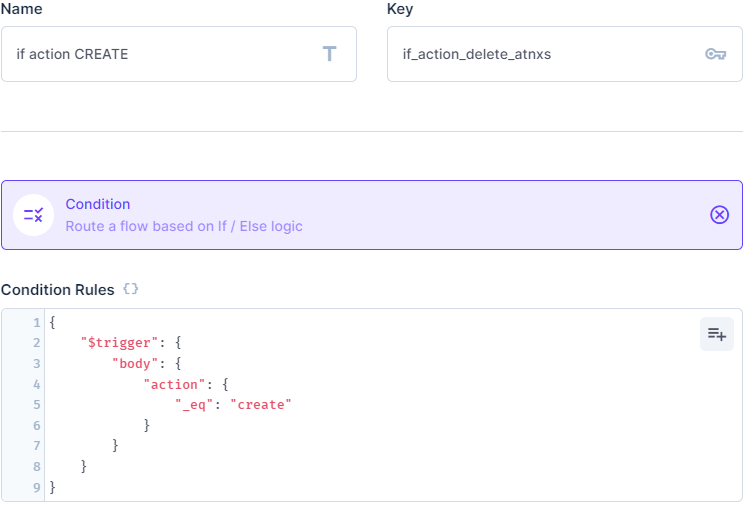 Name
Key
if action CREATE
if_action_delete_atnxs
Condition
Route a flow based on If / Else logic
Condition Rules {}
1 {
2     "$trigger": {
3         "body": {
4             "action": {
5                 "_eq": "create"
6             }
7         }
8     }
9 }